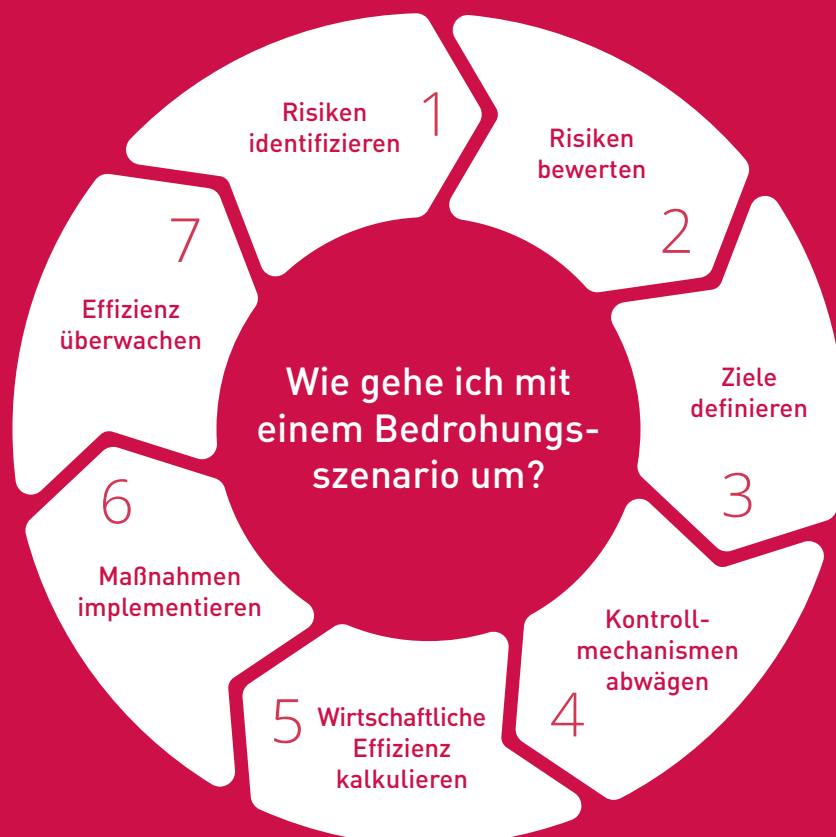 Wie gehe ich mit
einem Bedrohungs-
szenario um?
1
Risiken
identifizieren
2
Risiken
bewerten
3
Ziele
definieren
4
Kontroll-
mechanismen
abwägen
5
Wirtschaftliche
Effizienz
kalkulieren
6
Maßnahmen
implementieren
7
Effizienz
überwachen